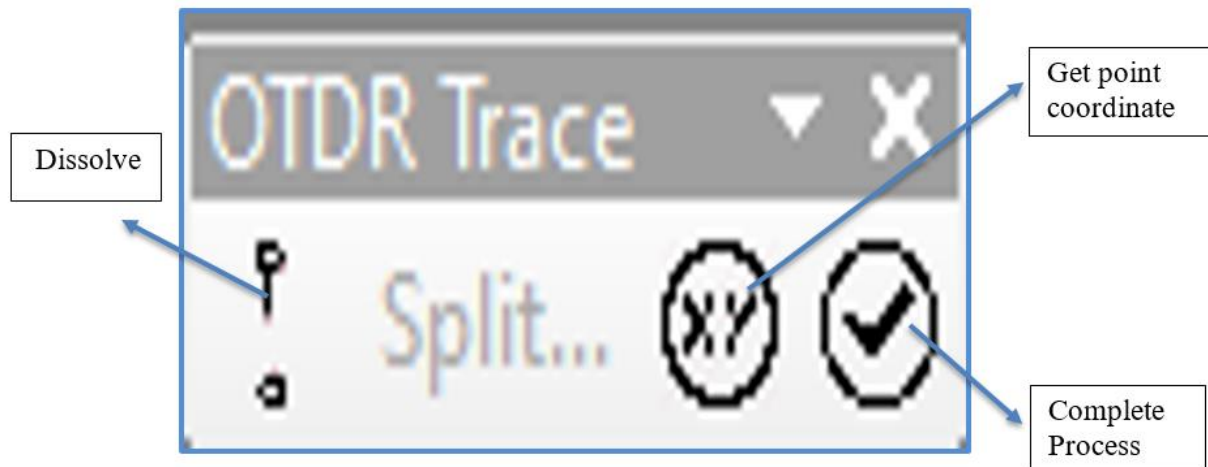 OTDR Trace
Get point
coordinate
Dissolve
Split...
XY
Complete
Process